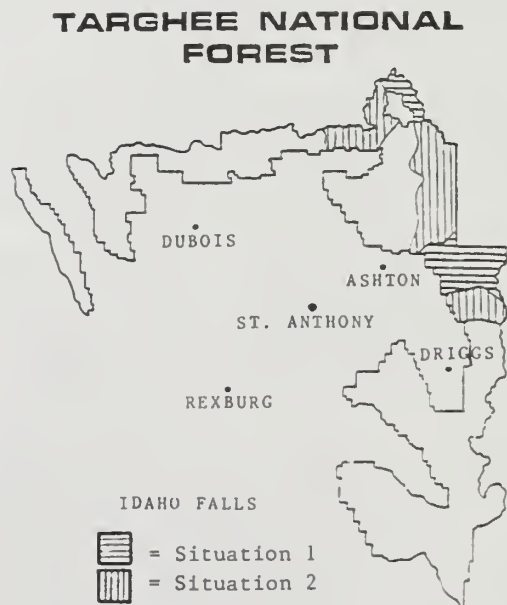 TARGHEE NATIONAL
FOREST
DUBOIS
ASHTON
ST. ANTHONY
DRIGGS
REXBURG
IDAHO FALLS
= Situation 1
= Situation 2